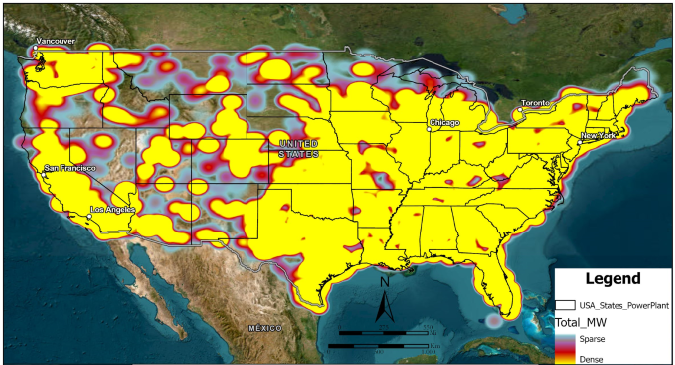 Vancouver
Toronto
Chicago
New York
UNITED
STATES
San Francisco
Los Angeles
MÉXICO
N
Legend
USA_States_PowerPlant
Total_MW
Sparse
Dense